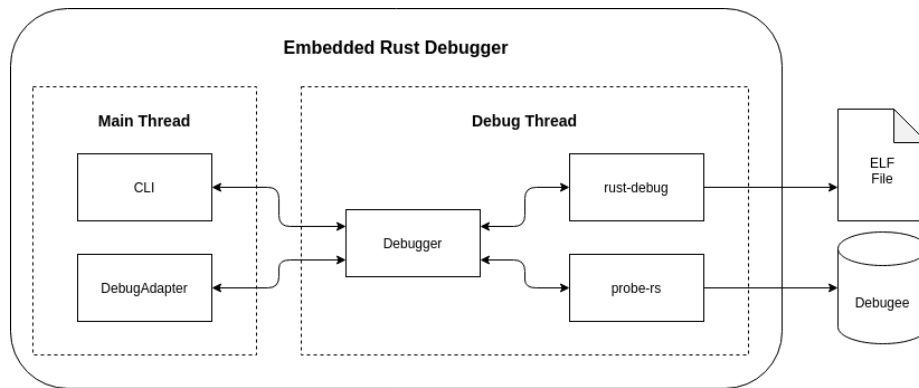 Embedded Rust Debugger
Main Thread
Debug Thread
CLI
rust-debug
ELF
File
Debugger
DebugAdapter
probe-rs
Debugee